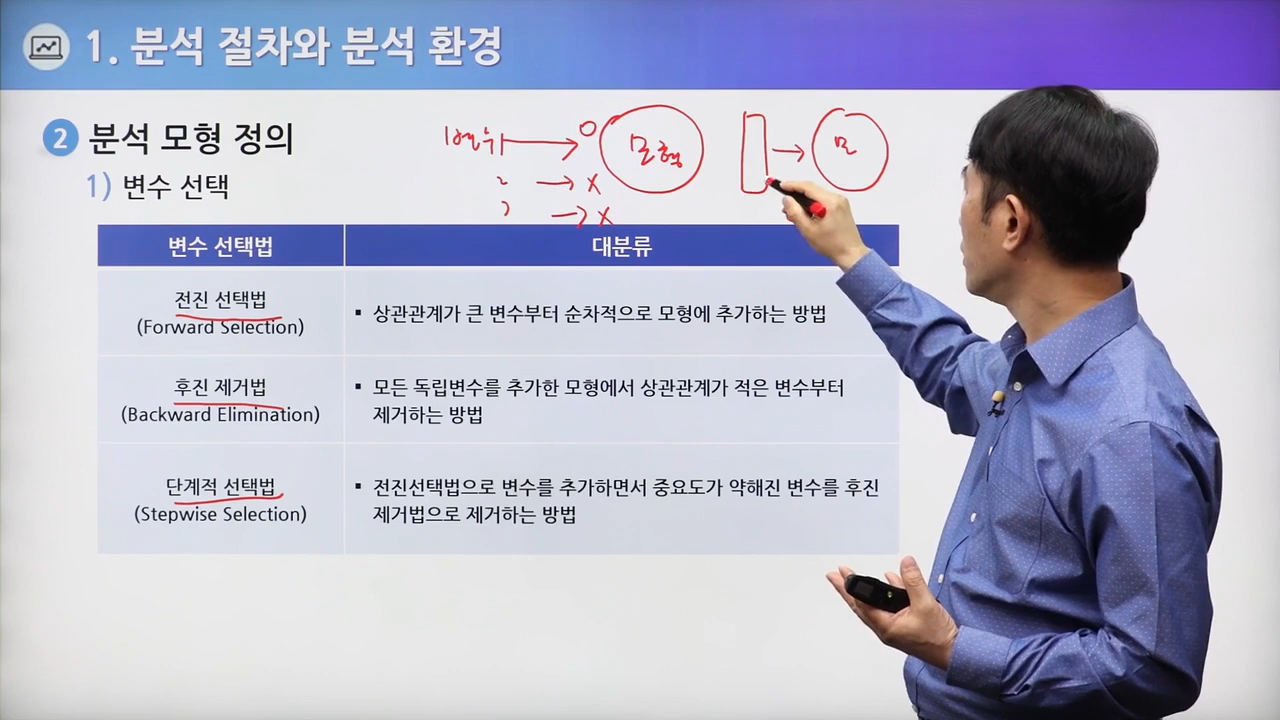 1. 분석 절차와 분석 환경
2 분석 모형 정의
1) 변수 선택
1변수 → O 모형
2 → X
3 → X
→ 모
변수 선택법 대분류
전진 선택법
(Forward Selection)
▪ 상관관계가 큰 변수부터 순차적으로 모형에 추가하는 방법
후진 제거법
(Backward Elimination)
▪ 모든 독립변수를 추가한 모형에서 상관관계가 적은 변수부터
제거하는 방법
단계적 선택법
(Stepwise Selection)
▪ 전진선택법으로 변수를 추가하면서 중요도가 약해진 변수를 후진
제거법으로 제거하는 방법